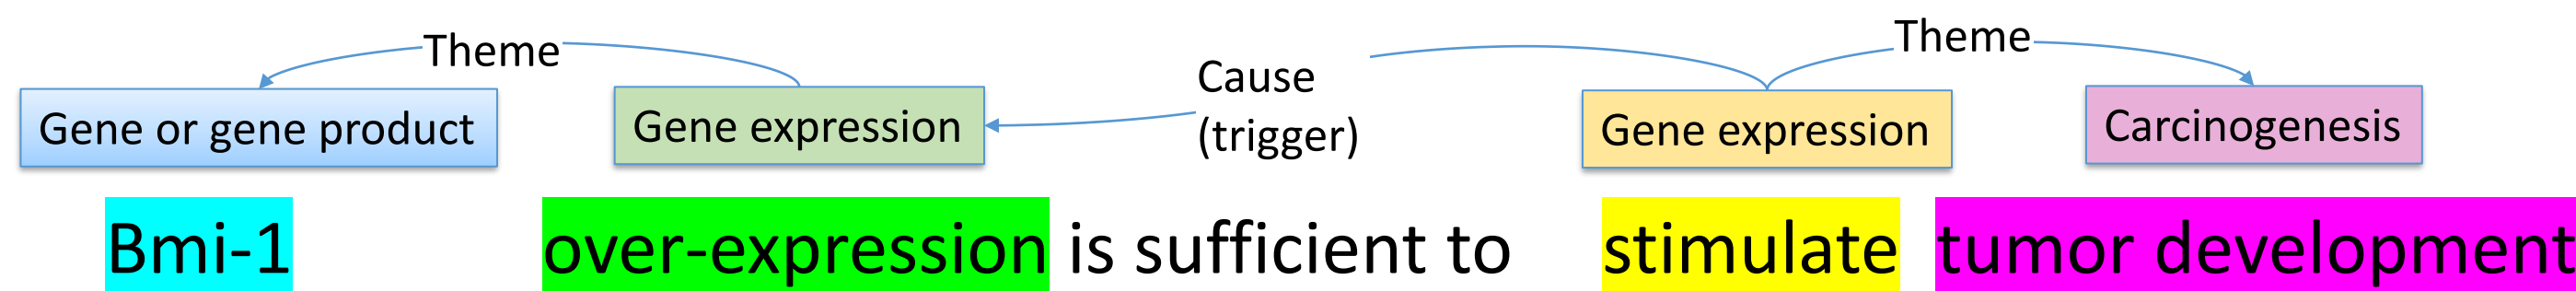 Theme
Theme
Cause
(trigger)
Gene or gene product
Gene expression
Gene expression
Carcinogenesis
Bmi-1 over-expression is sufficient to stimulate tumor development